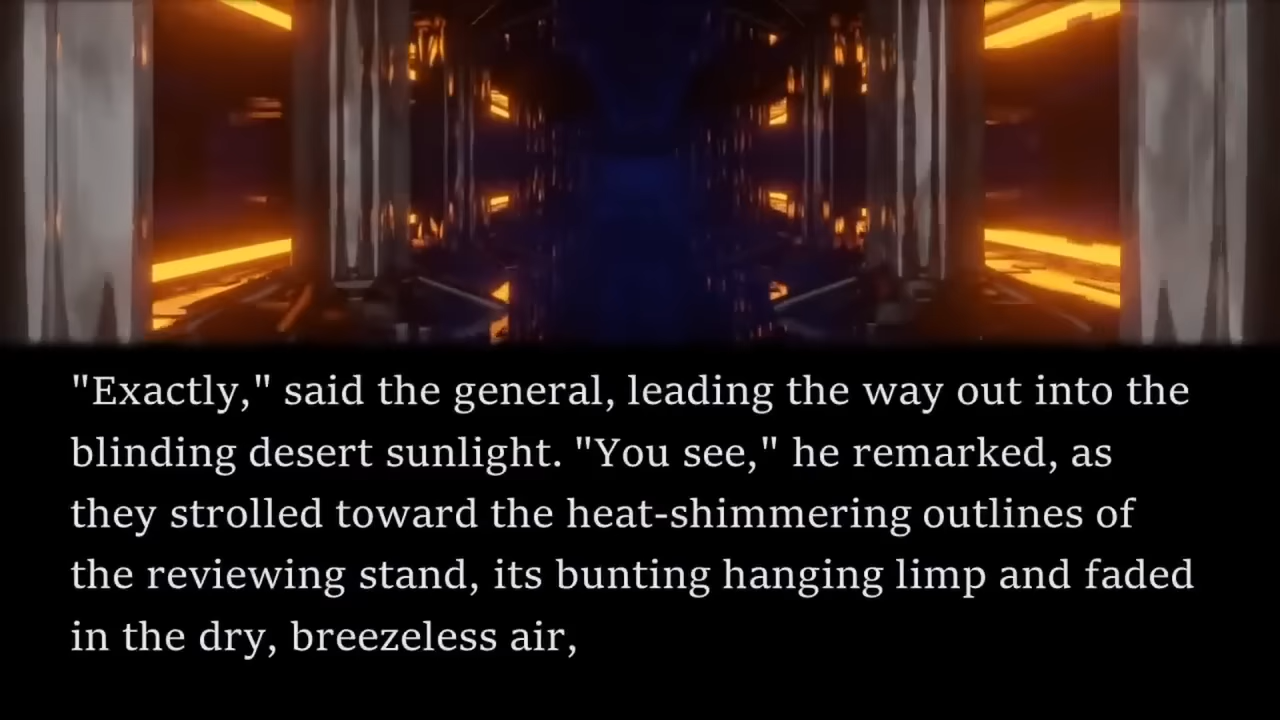 "Exactly," said the general, leading the way out into the
blinding desert sunlight. "You see," he remarked, as
they strolled toward the heat-shimmering outlines of
the reviewing stand, its bunting hanging limp and faded
in the dry, breezeless air,